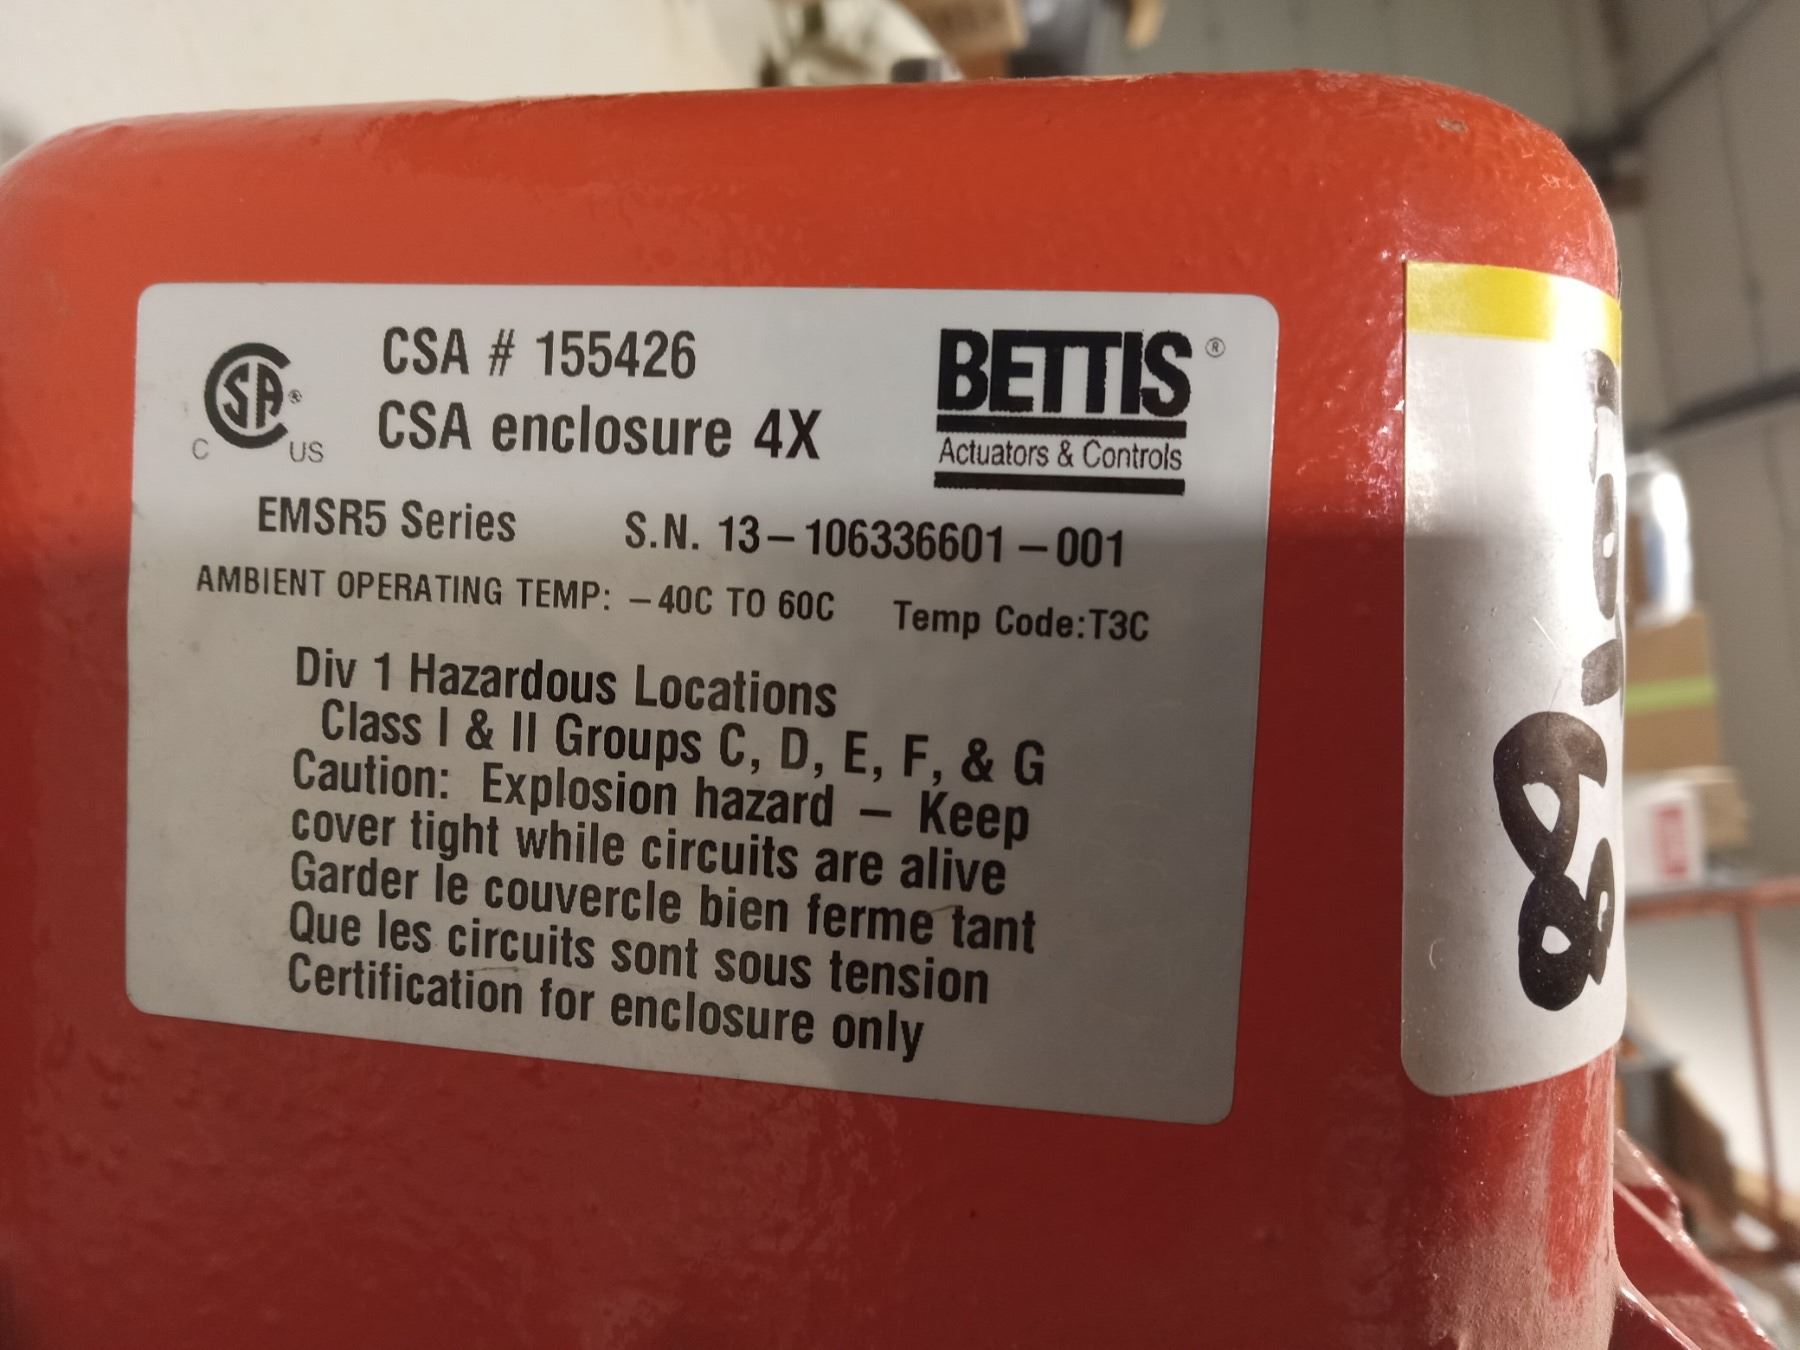 CSA # 155426
CSA enclosure 4X
SA ®
C US
BETTIS ®
Actuators & Controls
EMSR5 Series S.N. 13-106336601-001
AMBIENT OPERATING TEMP: -40C TO 60C Temp Code:T3C
Div 1 Hazardous Locations
Class I & II Groups C, D, E, F, & G
Caution: Explosion hazard - Keep
cover tight while circuits are alive
Garder le couvercle bien ferme tant
Que les circuits sont sous tension
Certification for enclosure only